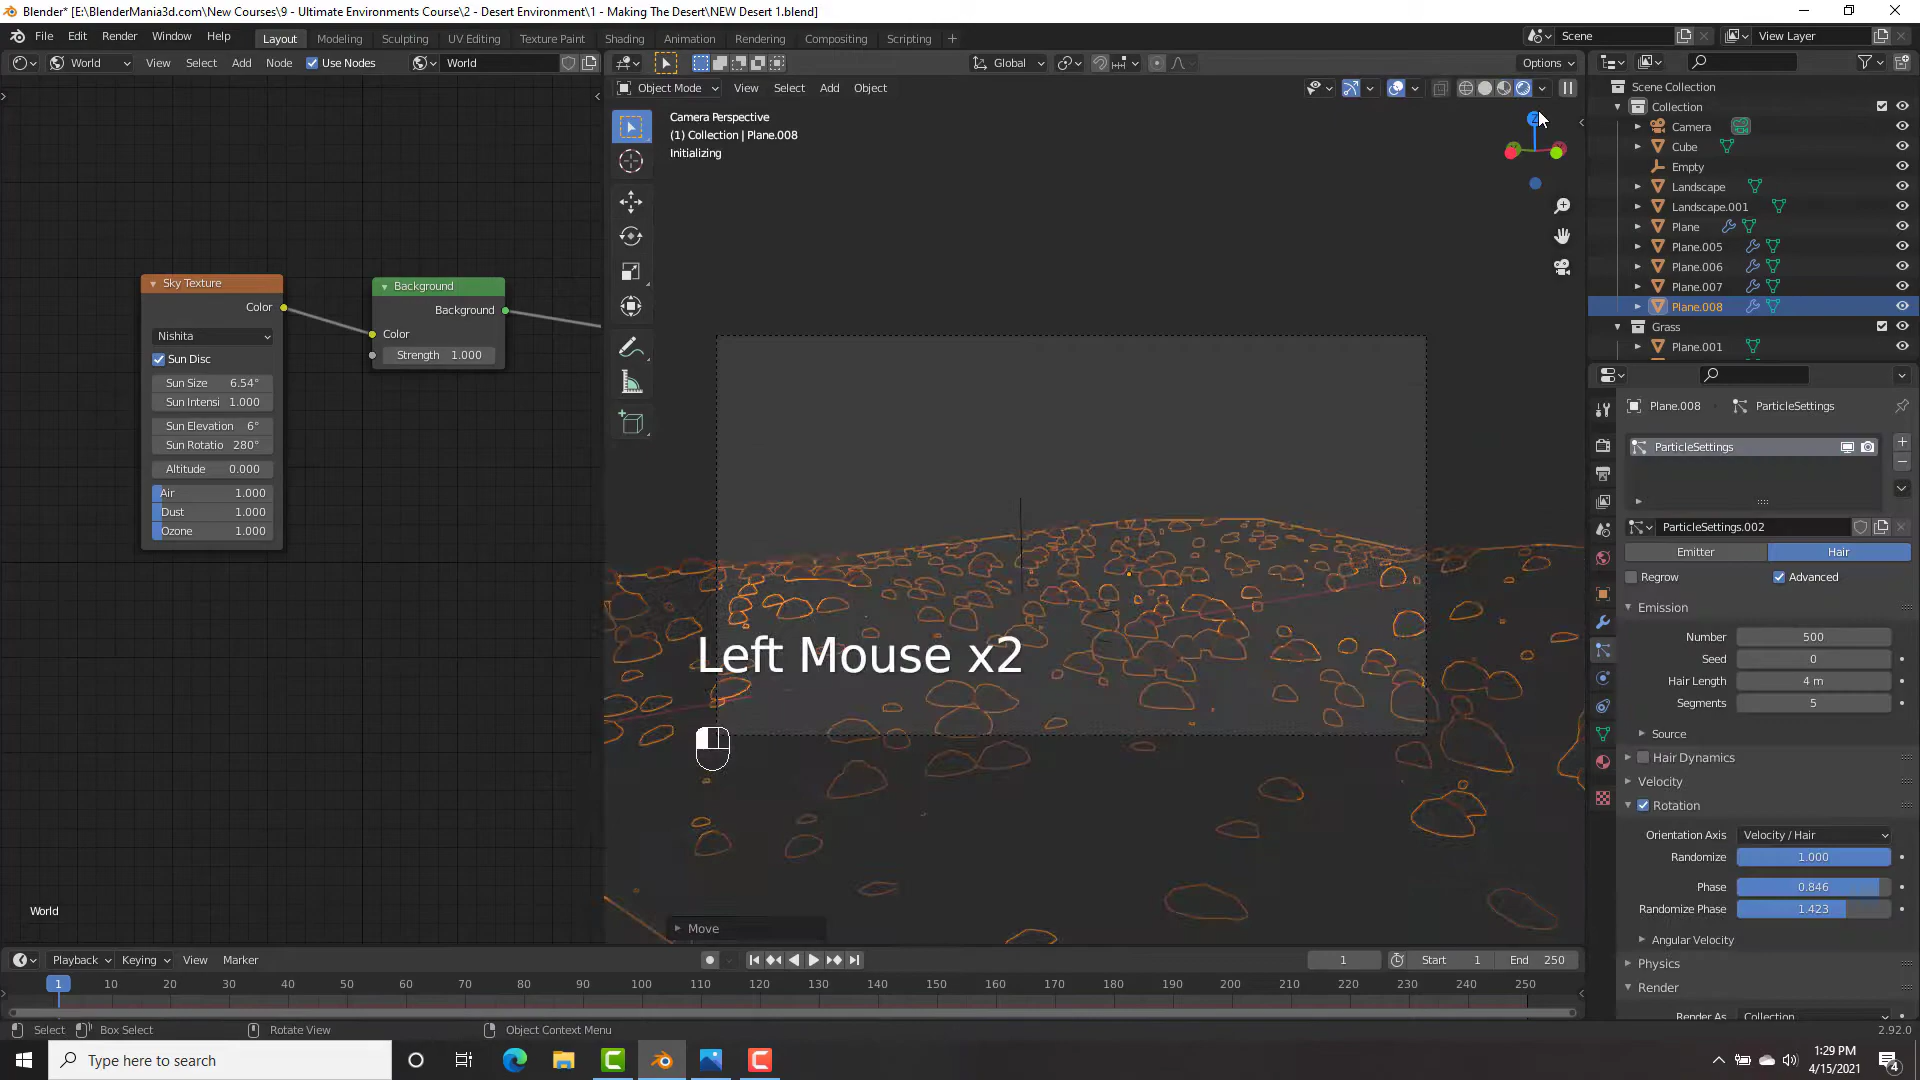 Blender* [E:\BlenderMania3d.com\New Courses\9 - Ultimate Environments Course\2 - Desert Environment\1 - Making The Desert\NEW Desert 1.blend]
File Edit Render Window Help Layout Modeling Sculpting UV Editing Texture Paint Shading Animation Rendering Compositing Scripting + Scene View Layer
World View Select Add Node Use Nodes World Global Options
Object Mode View Select Add Object
Scene Collection
Collection
Camera
Cube
Empty
Landscape
Landscape.001
Plane
Plane.005
Plane.006
Plane.007
Plane.008
Grass
Plane.001
Camera Perspective
(1) Collection | Plane.008
Initializing
Z
Sky Texture
Color
Nishita
Sun Disc
Sun Size 6.54°
Sun Intensi 1.000
Sun Elevation 6°
Sun Rotatio 280°
Altitude 0.000
Air 1.000
Dust 1.000
Ozone 1.000
Background
Background
Color
Strength 1.000
World
Left Mouse x2
Move
Plane.008 ParticleSettings
ParticleSettings
ParticleSettings.002
Emitter Hair
Regrow Advanced
Emission
Number 500
Seed 0
Hair Length 4 m
Segments 5
Source
Hair Dynamics
Velocity
Rotation
Orientation Axis Velocity / Hair
Randomize 1.000
Phase 0.846
Randomize Phase 1.423
Angular Velocity
Physics
Render
Render As Collection
Playback Keying View Marker 1 Start 1 End 250
1 10 20 30 40 50 60 70 80 90 100 110 120 130 140 150 160 170 180 190 200 210 220 230 240 250
Select Box Select Rotate View Object Context Menu 2.92.0
Type here to search
1:29 PM
4/15/2021
4